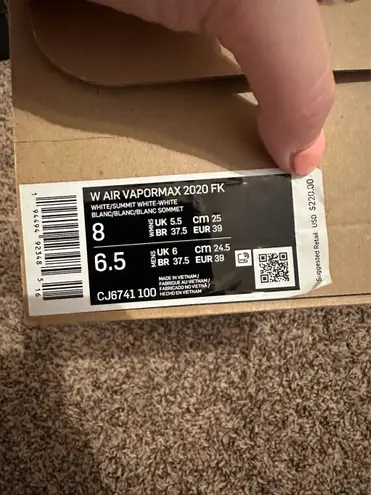 W AIR VAPORMAX 2020 FK
WHITE/SUMMIT WHITE-WHITE
BLANC/BLANC/BLANC SOMMET
8 WMNS UK 5.5 CM 25
BR 37.5 EUR 39
6.5 MENS UK 6 CM 24.5
BR 37.5 EUR 39
MADE IN VIETNAM /
FABRIQUÉ AU VIETNAM /
FABRICADO NO VIETNÃ /
HECHO EN VIETNAM
CJ6741 100
Suggested Retail USD $220.00